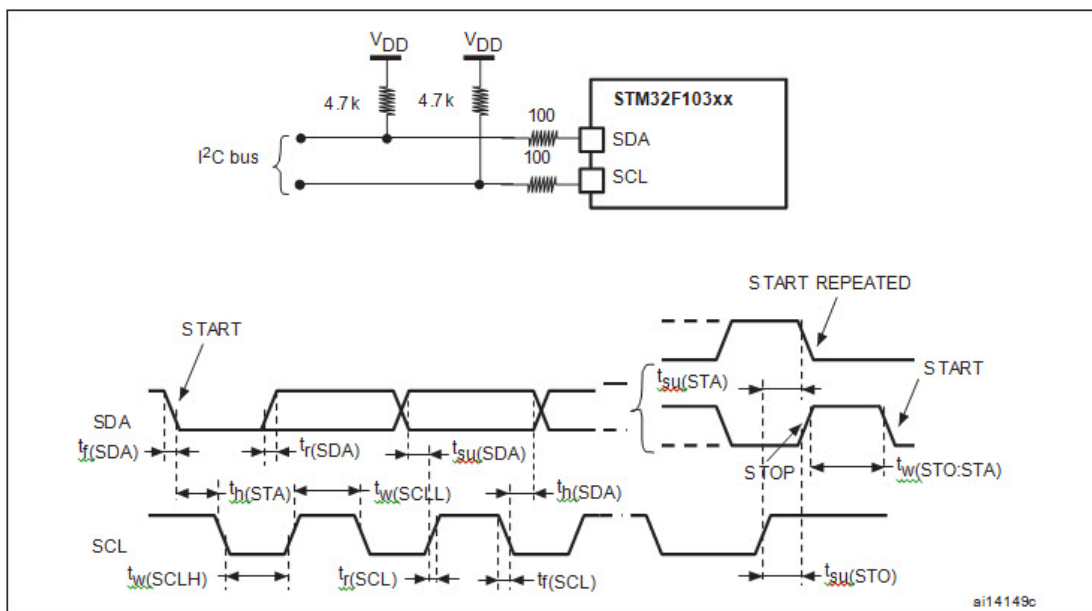 VDD VDD
STM32F103xx
4.7k 4.7k
100
SDA
I²C bus
100
SCL
START REPEATED
START
START
tsu(STA)
SDA
tf(SDA) tr(SDA) tsu(SDA)
STOP
tw(STO:STA)
th(STA) tw(SCLL) th(SDA)
SCL
tw(SCLH) tr(SCL) tf(SCL) tsu(STO)
ai14149c